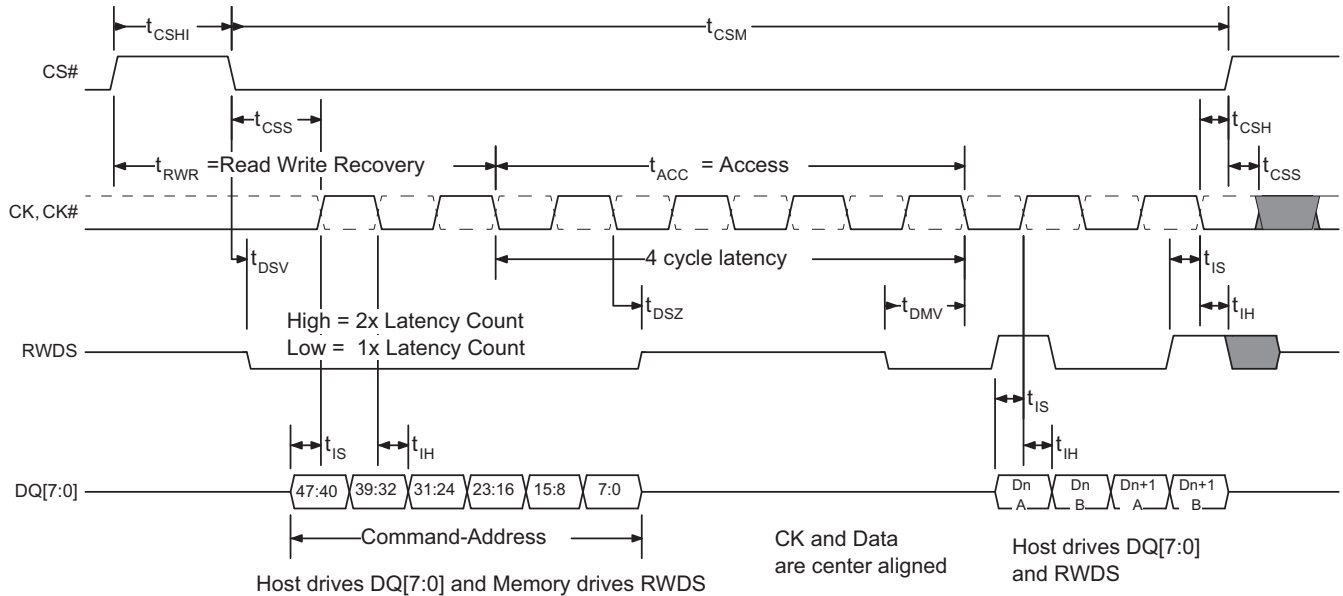 tCSHI
tCSM
CS#
tCSS
tCSH
tRWR =Read Write Recovery
tACC = Access
tCSS
CK, CK#
tDSV
4 cycle latency
tIS
tDSZ
tDMV
tIH
High = 2x Latency Count
Low = 1x Latency Count
RWDS
tIS
tIS
tIH
tIH
DQ[7:0]
47:40 39:32 31:24 23:16 15:8 7:0
Dn A
Dn B
Dn+1 A
Dn+1 B
Command-Address
CK and Data
are center aligned
Host drives DQ[7:0]
and RWDS
Host drives DQ[7:0] and Memory drives RWDS